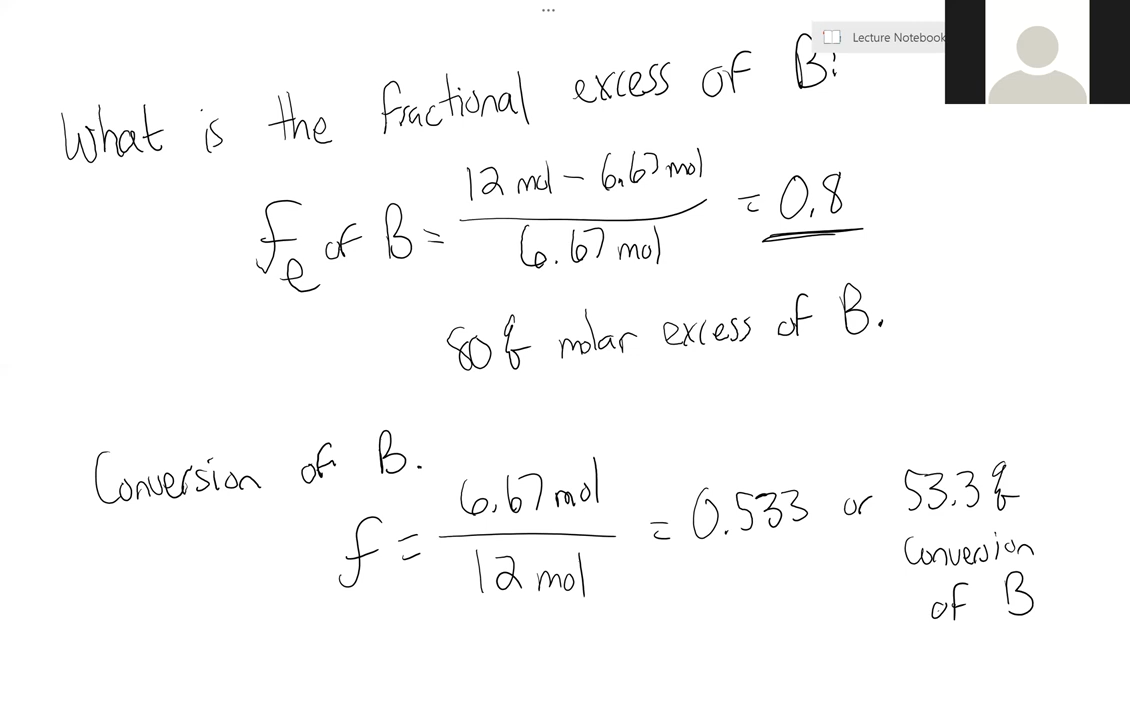 Lecture Notebook
What is the fractional excess of B?
fe of B = (12 mol - 6.67 mol) / 6.67 mol = 0.8
80% molar excess of B.
Conversion of B.
f = 6.67 mol / 12 mol = 0.533 or 53.3%
conversion
of B